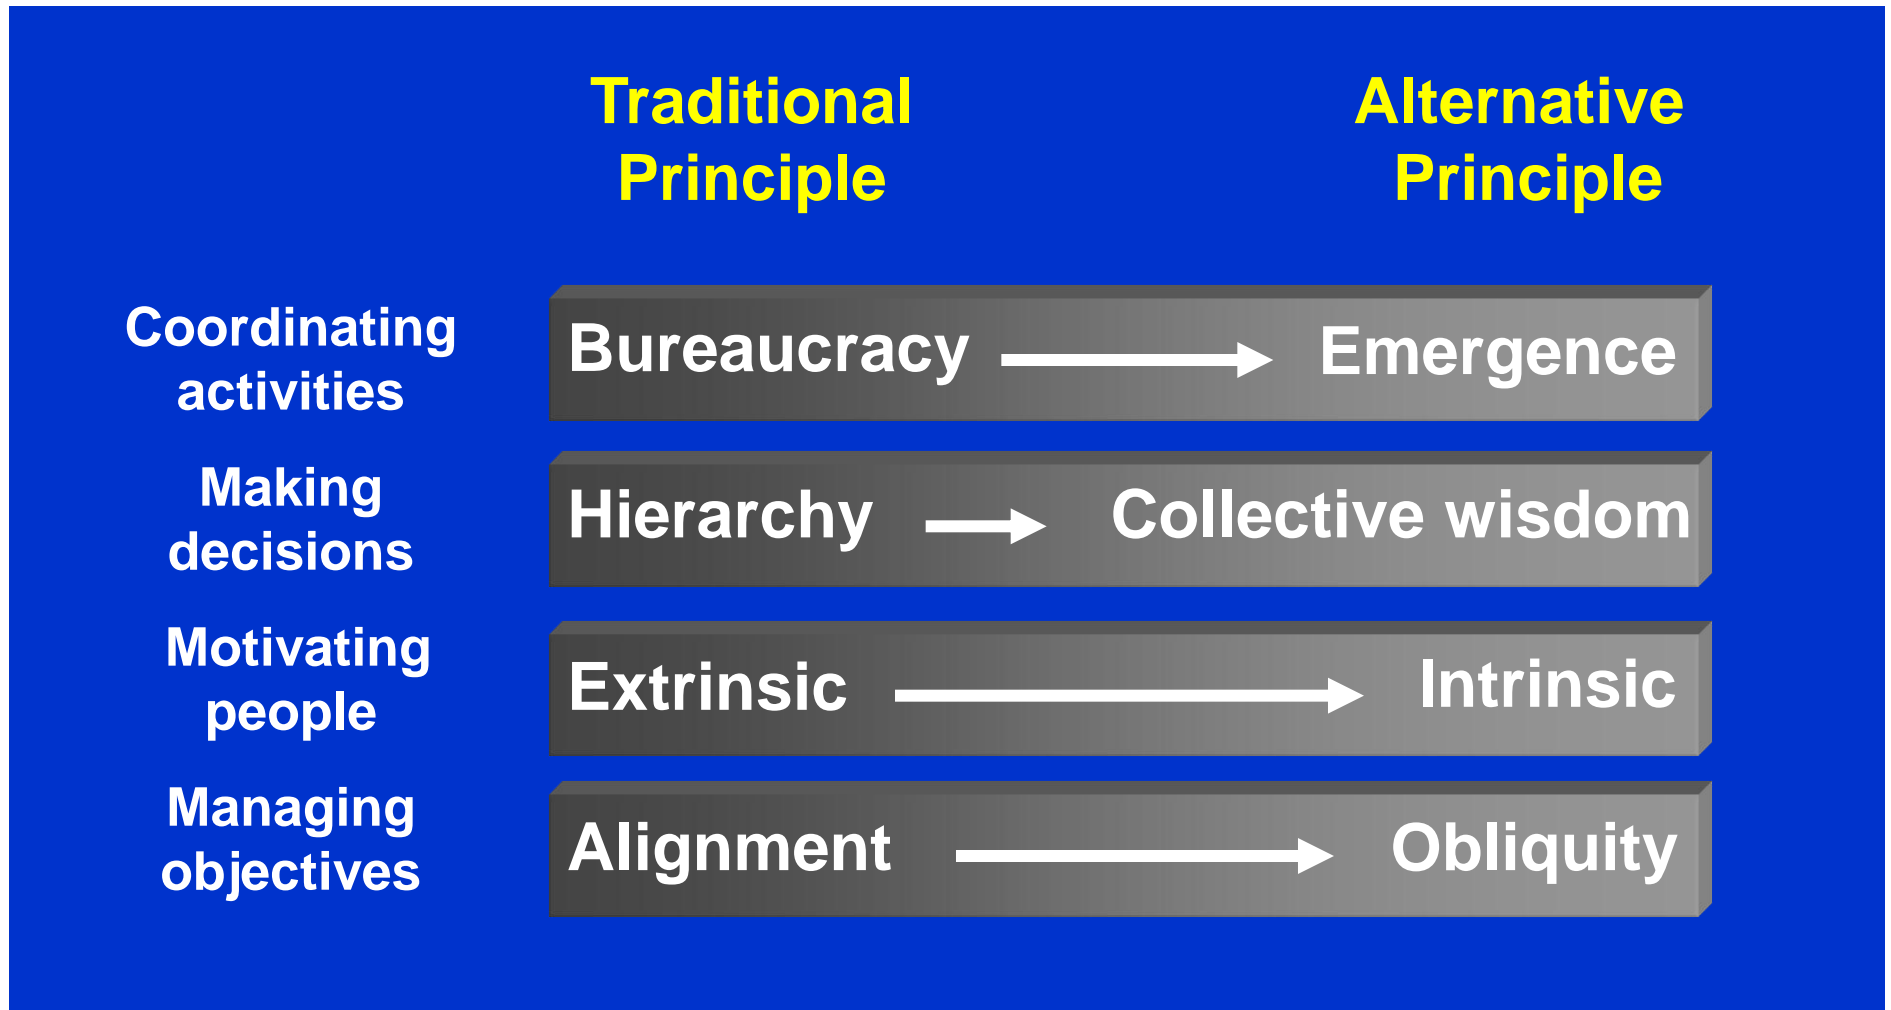 Traditional
Principle
Alternative
Principle
Coordinating
activities
Bureaucracy
Emergence
Making
decisions
Hierarchy
Collective wisdom
Motivating
people
Extrinsic
Intrinsic
Managing
objectives
Alignment
Obliquity